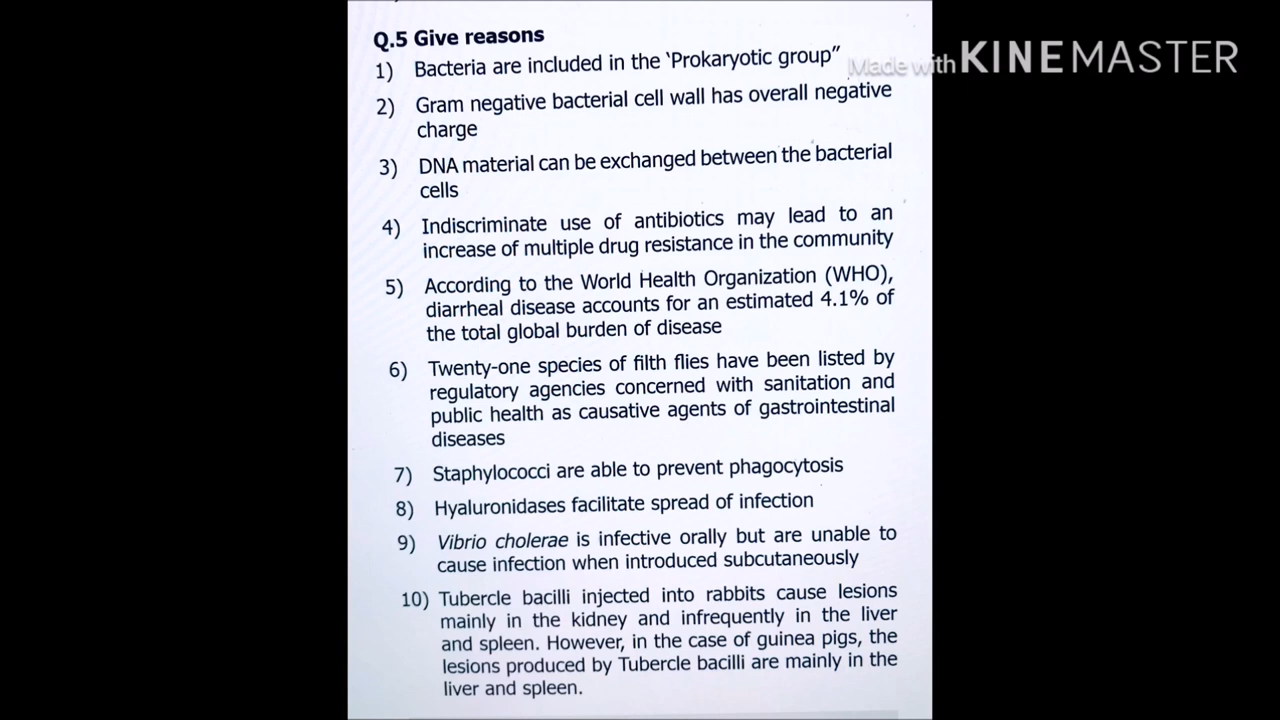 Q.5 Give reasons
1) Bacteria are included in the ‘Prokaryotic group”
Made with KINEMASTER
2) Gram negative bacterial cell wall has overall negative
charge
3) DNA material can be exchanged between the bacterial
cells
4) Indiscriminate use of antibiotics may lead to an
increase of multiple drug resistance in the community
5) According to the World Health Organization (WHO),
diarrheal disease accounts for an estimated 4.1% of
the total global burden of disease
6) Twenty-one species of filth flies have been listed by
regulatory agencies concerned with sanitation and
public health as causative agents of gastrointestinal
diseases
7) Staphylococci are able to prevent phagocytosis
8) Hyaluronidases facilitate spread of infection
9) Vibrio cholerae is infective orally but are unable to
cause infection when introduced subcutaneously
10) Tubercle bacilli injected into rabbits cause lesions
mainly in the kidney and infrequently in the liver
and spleen. However, in the case of guinea pigs, the
lesions produced by Tubercle bacilli are mainly in the
liver and spleen.